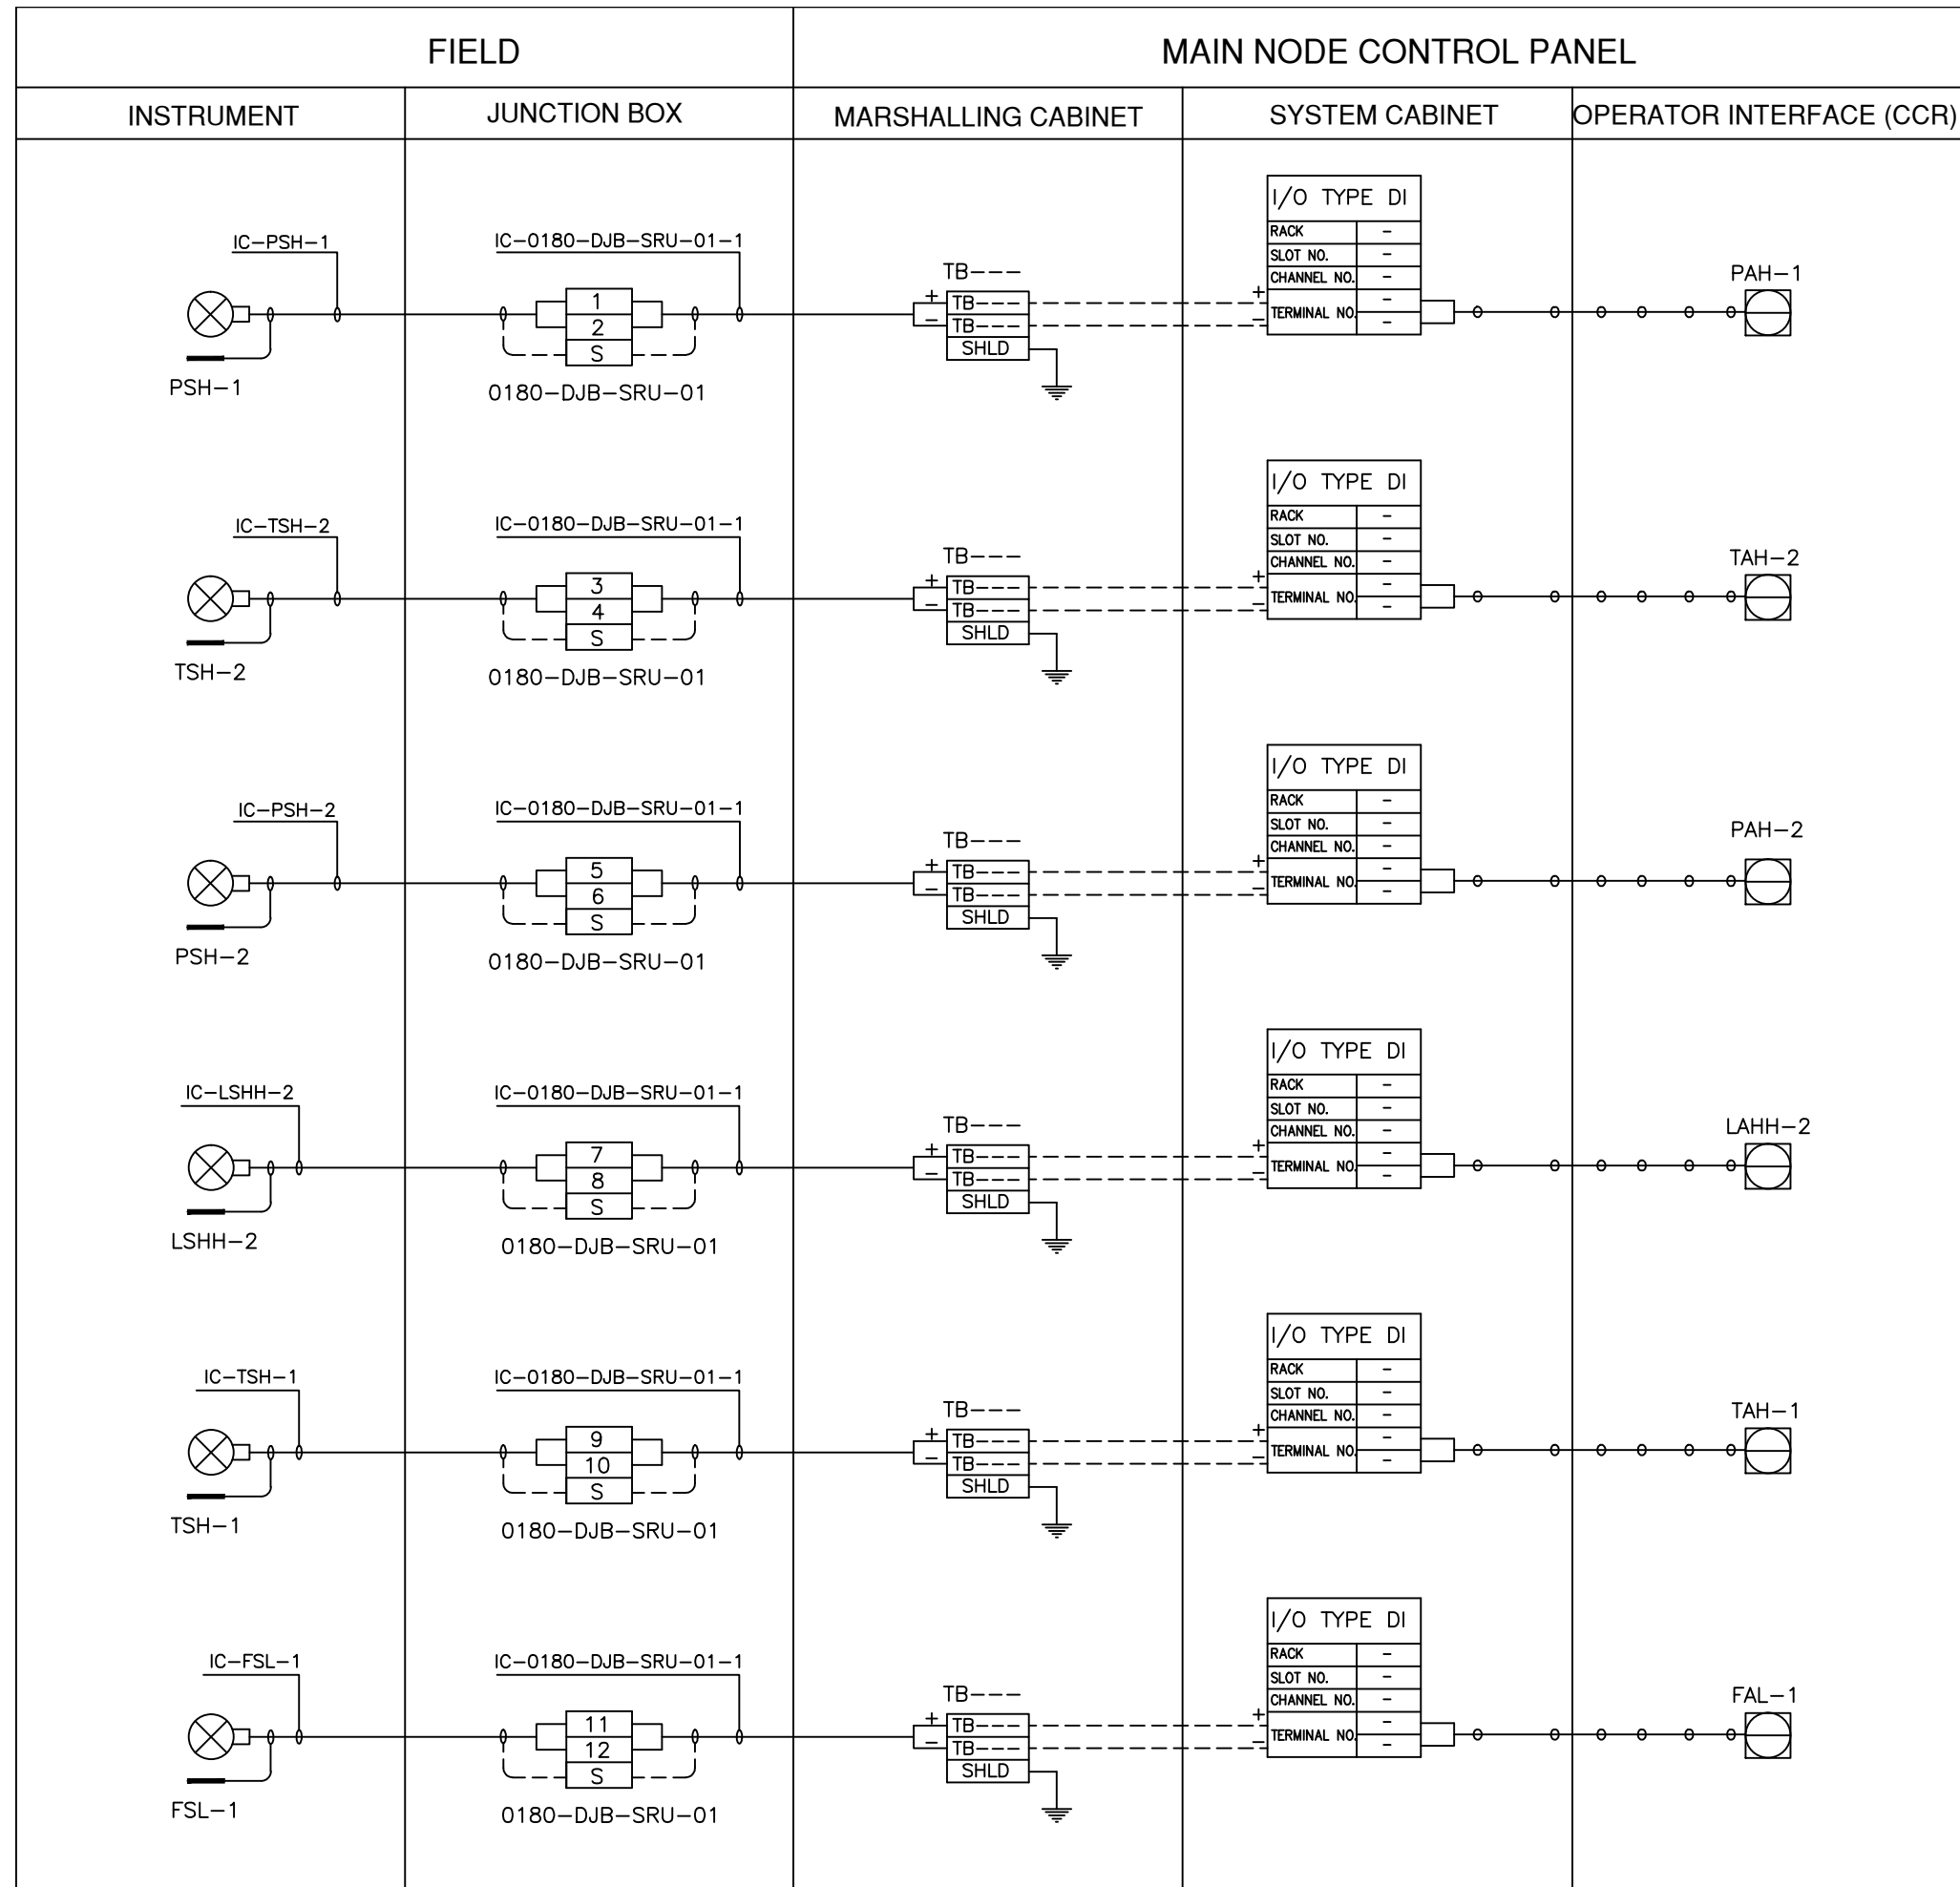 FIELD
MAIN NODE CONTROL PANEL
INSTRUMENT
JUNCTION BOX
MARSHALLING CABINET
SYSTEM CABINET
OPERATOR INTERFACE (CCR)
IC-PSH-1
PSH-1
IC-0180-DJB-SRU-01-1
1
2
S
0180-DJB-SRU-01
TB---
+ TB---
- TB---
SHLD
I/O TYPE DI
RACK -
SLOT NO. -
CHANNEL NO. -
+
-
TERMINAL NO. -
-
PAH-1
IC-TSH-2
TSH-2
IC-0180-DJB-SRU-01-1
3
4
S
0180-DJB-SRU-01
TB---
+ TB---
- TB---
SHLD
I/O TYPE DI
RACK -
SLOT NO. -
CHANNEL NO. -
+
-
TERMINAL NO. -
-
TAH-2
IC-PSH-2
PSH-2
IC-0180-DJB-SRU-01-1
5
6
S
0180-DJB-SRU-01
TB---
+ TB---
- TB---
SHLD
I/O TYPE DI
RACK -
SLOT NO. -
CHANNEL NO. -
+
-
TERMINAL NO. -
-
PAH-2
IC-LSHH-2
LSHH-2
IC-0180-DJB-SRU-01-1
7
8
S
0180-DJB-SRU-01
TB---
+ TB---
- TB---
SHLD
I/O TYPE DI
RACK -
SLOT NO. -
CHANNEL NO. -
+
-
TERMINAL NO. -
-
LAHH-2
IC-TSH-1
TSH-1
IC-0180-DJB-SRU-01-1
9
10
S
0180-DJB-SRU-01
TB---
+ TB---
- TB---
SHLD
I/O TYPE DI
RACK -
SLOT NO. -
CHANNEL NO. -
+
-
TERMINAL NO. -
-
TAH-1
IC-FSL-1
FSL-1
IC-0180-DJB-SRU-01-1
11
12
S
0180-DJB-SRU-01
TB---
+ TB---
- TB---
SHLD
I/O TYPE DI
RACK -
SLOT NO. -
CHANNEL NO. -
+
-
TERMINAL NO. -
-
FAL-1